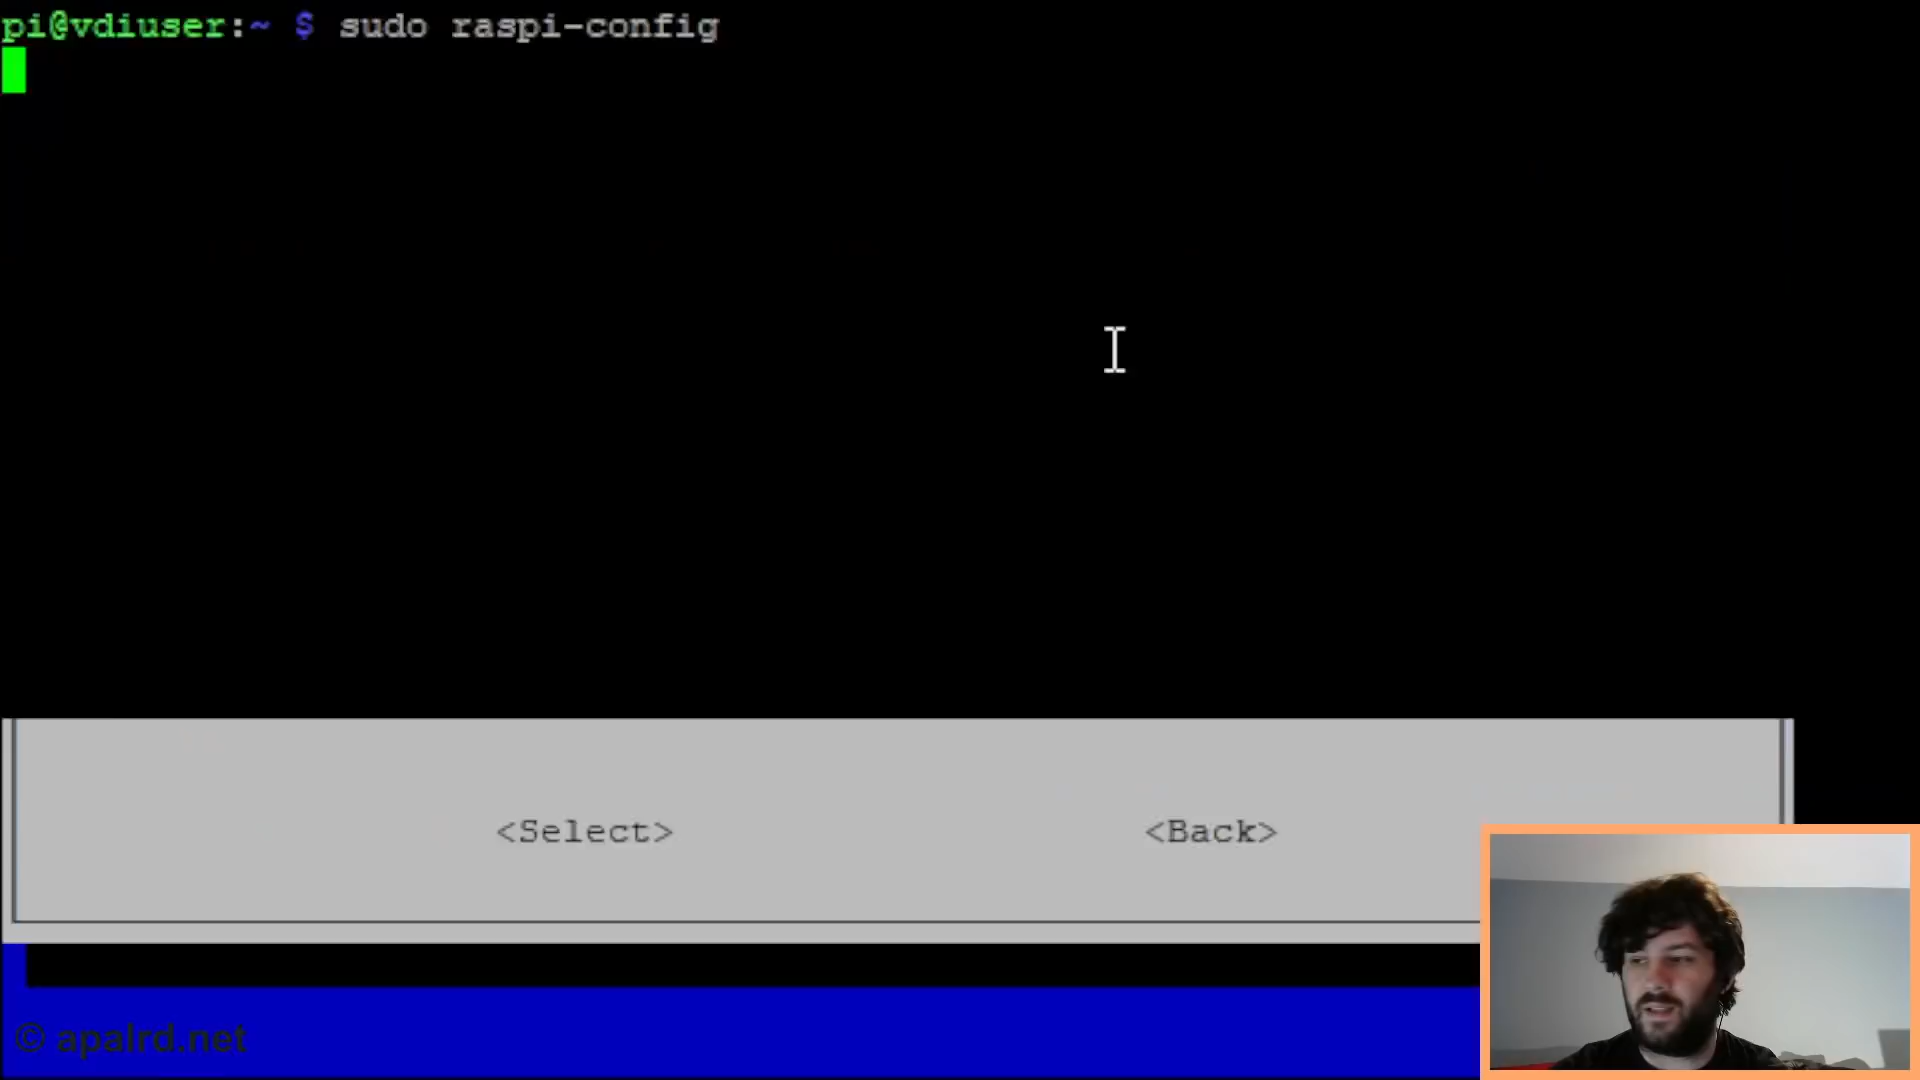 pi@vdiuser:~ $ sudo raspi-config
<Select> <Back>
© apalrd.net